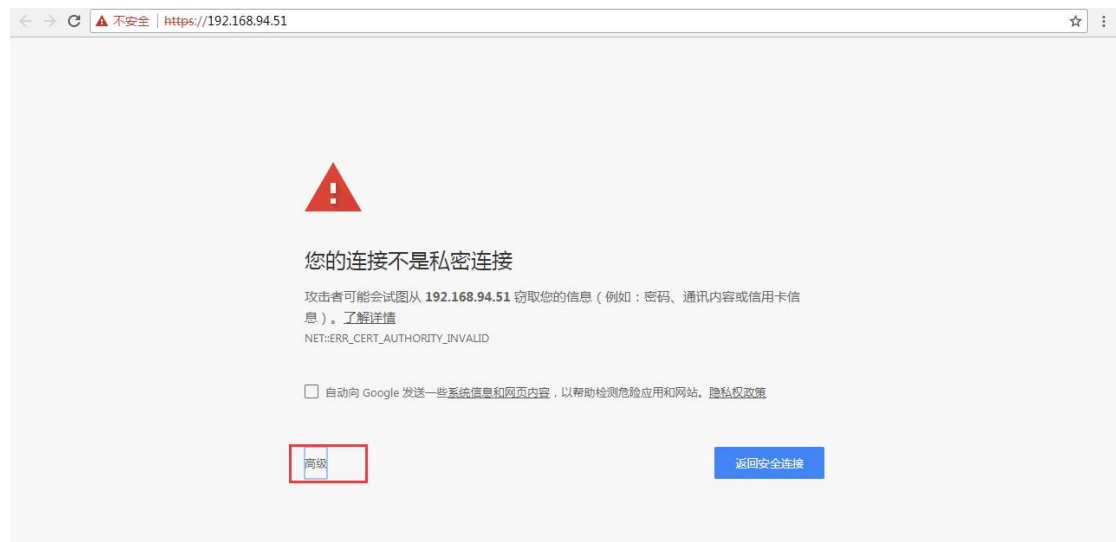 不安全 | https://192.168.94.51
您的连接不是私密连接
攻击者可能会试图从 192.168.94.51 窃取您的信息（例如：密码、通讯内容或信用卡信
息）。了解详情
NET::ERR_CERT_AUTHORITY_INVALID
自动向 Google 发送一些系统信息和网页内容，以帮助检测危险应用和网站。隐私权政策
高级
返回安全连接